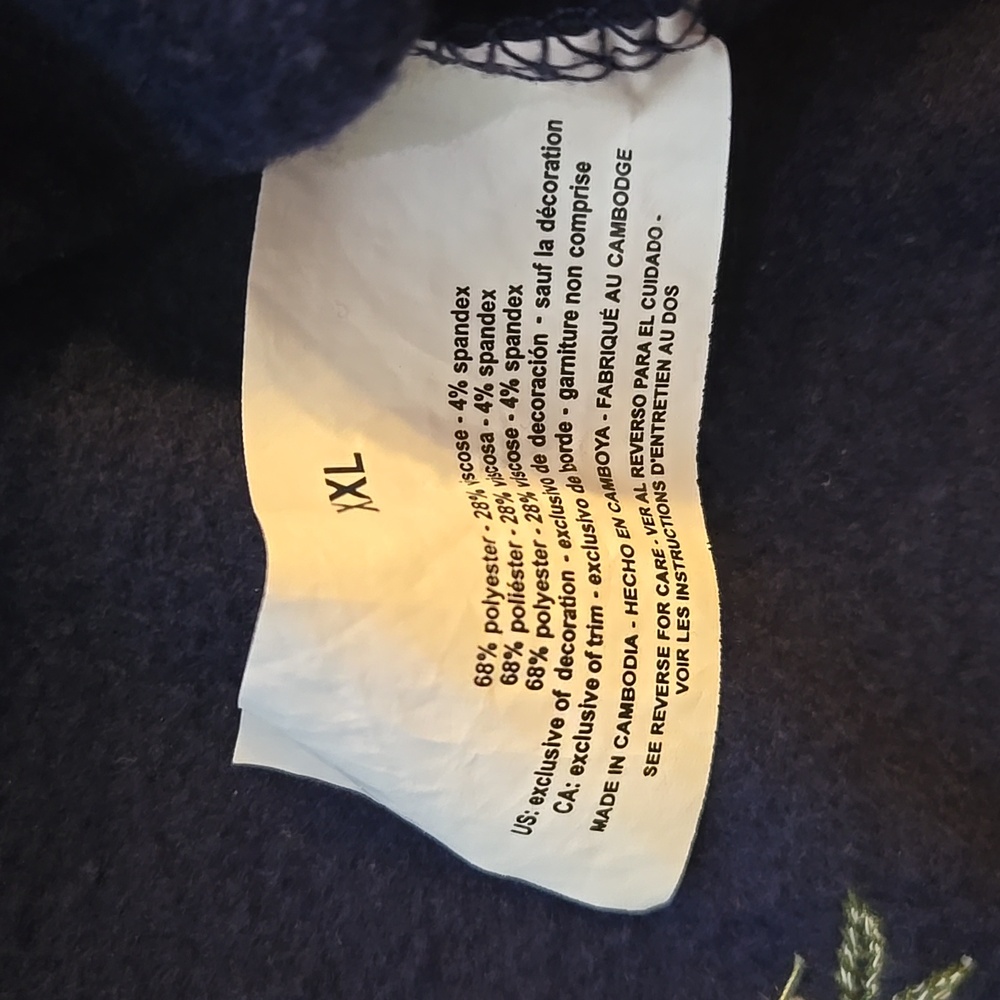 XXL
68% polyester - 28% viscose - 4% spandex
68% poliéster - 28% viscosa - 4% spandex
68% polyester - 28% viscose - 4% spandex
US: exclusive of decoration - exclusivo de decoración - sauf la décoration
CA: exclusive of trim - exclusivo de borde - garniture non comprise
MADE IN CAMBODIA - HECHO EN CAMBOYA - FABRIQUÉ AU CAMBODGE
SEE REVERSE FOR CARE - VER AL REVERSO PARA EL CUIDADO -
VOIR LES INSTRUCTIONS D'ENTRETIEN AU DOS